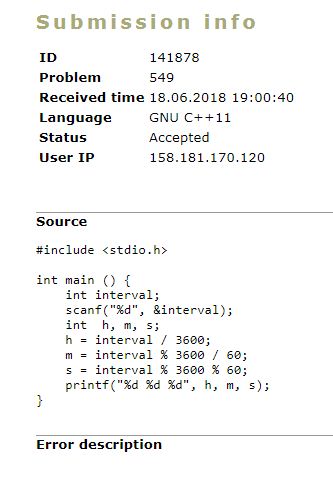 Submission info
ID 141878
Problem 549
Received time 18.06.2018 19:00:40
Language GNU C++11
Status Accepted
User IP 158.181.170.120
Source
#include <stdio.h>
int main () {
    int interval;
    scanf("%d", &interval);
    int  h, m, s;
    h = interval / 3600;
    m = interval % 3600 / 60;
    s = interval % 3600 % 60;
    printf("%d %d %d", h, m, s);
}
Error description